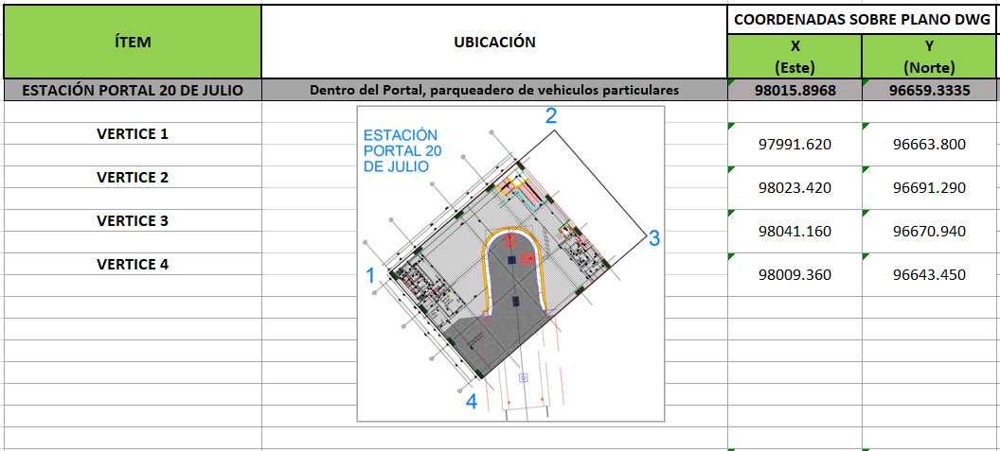 ÍTEM
UBICACIÓN
COORDENADAS SOBRE PLANO DWG
X
(Este)
Y
(Norte)
ESTACIÓN PORTAL 20 DE JULIO
Dentro del Portal, parqueadero de vehiculos particulares
98015.8968
96659.3335
ESTACIÓN
PORTAL 20
DE JULIO
2
3
1
4
VERTICE 1
97991.620
96663.800
VERTICE 2
98023.420
96691.290
VERTICE 3
98041.160
96670.940
VERTICE 4
98009.360
96643.450